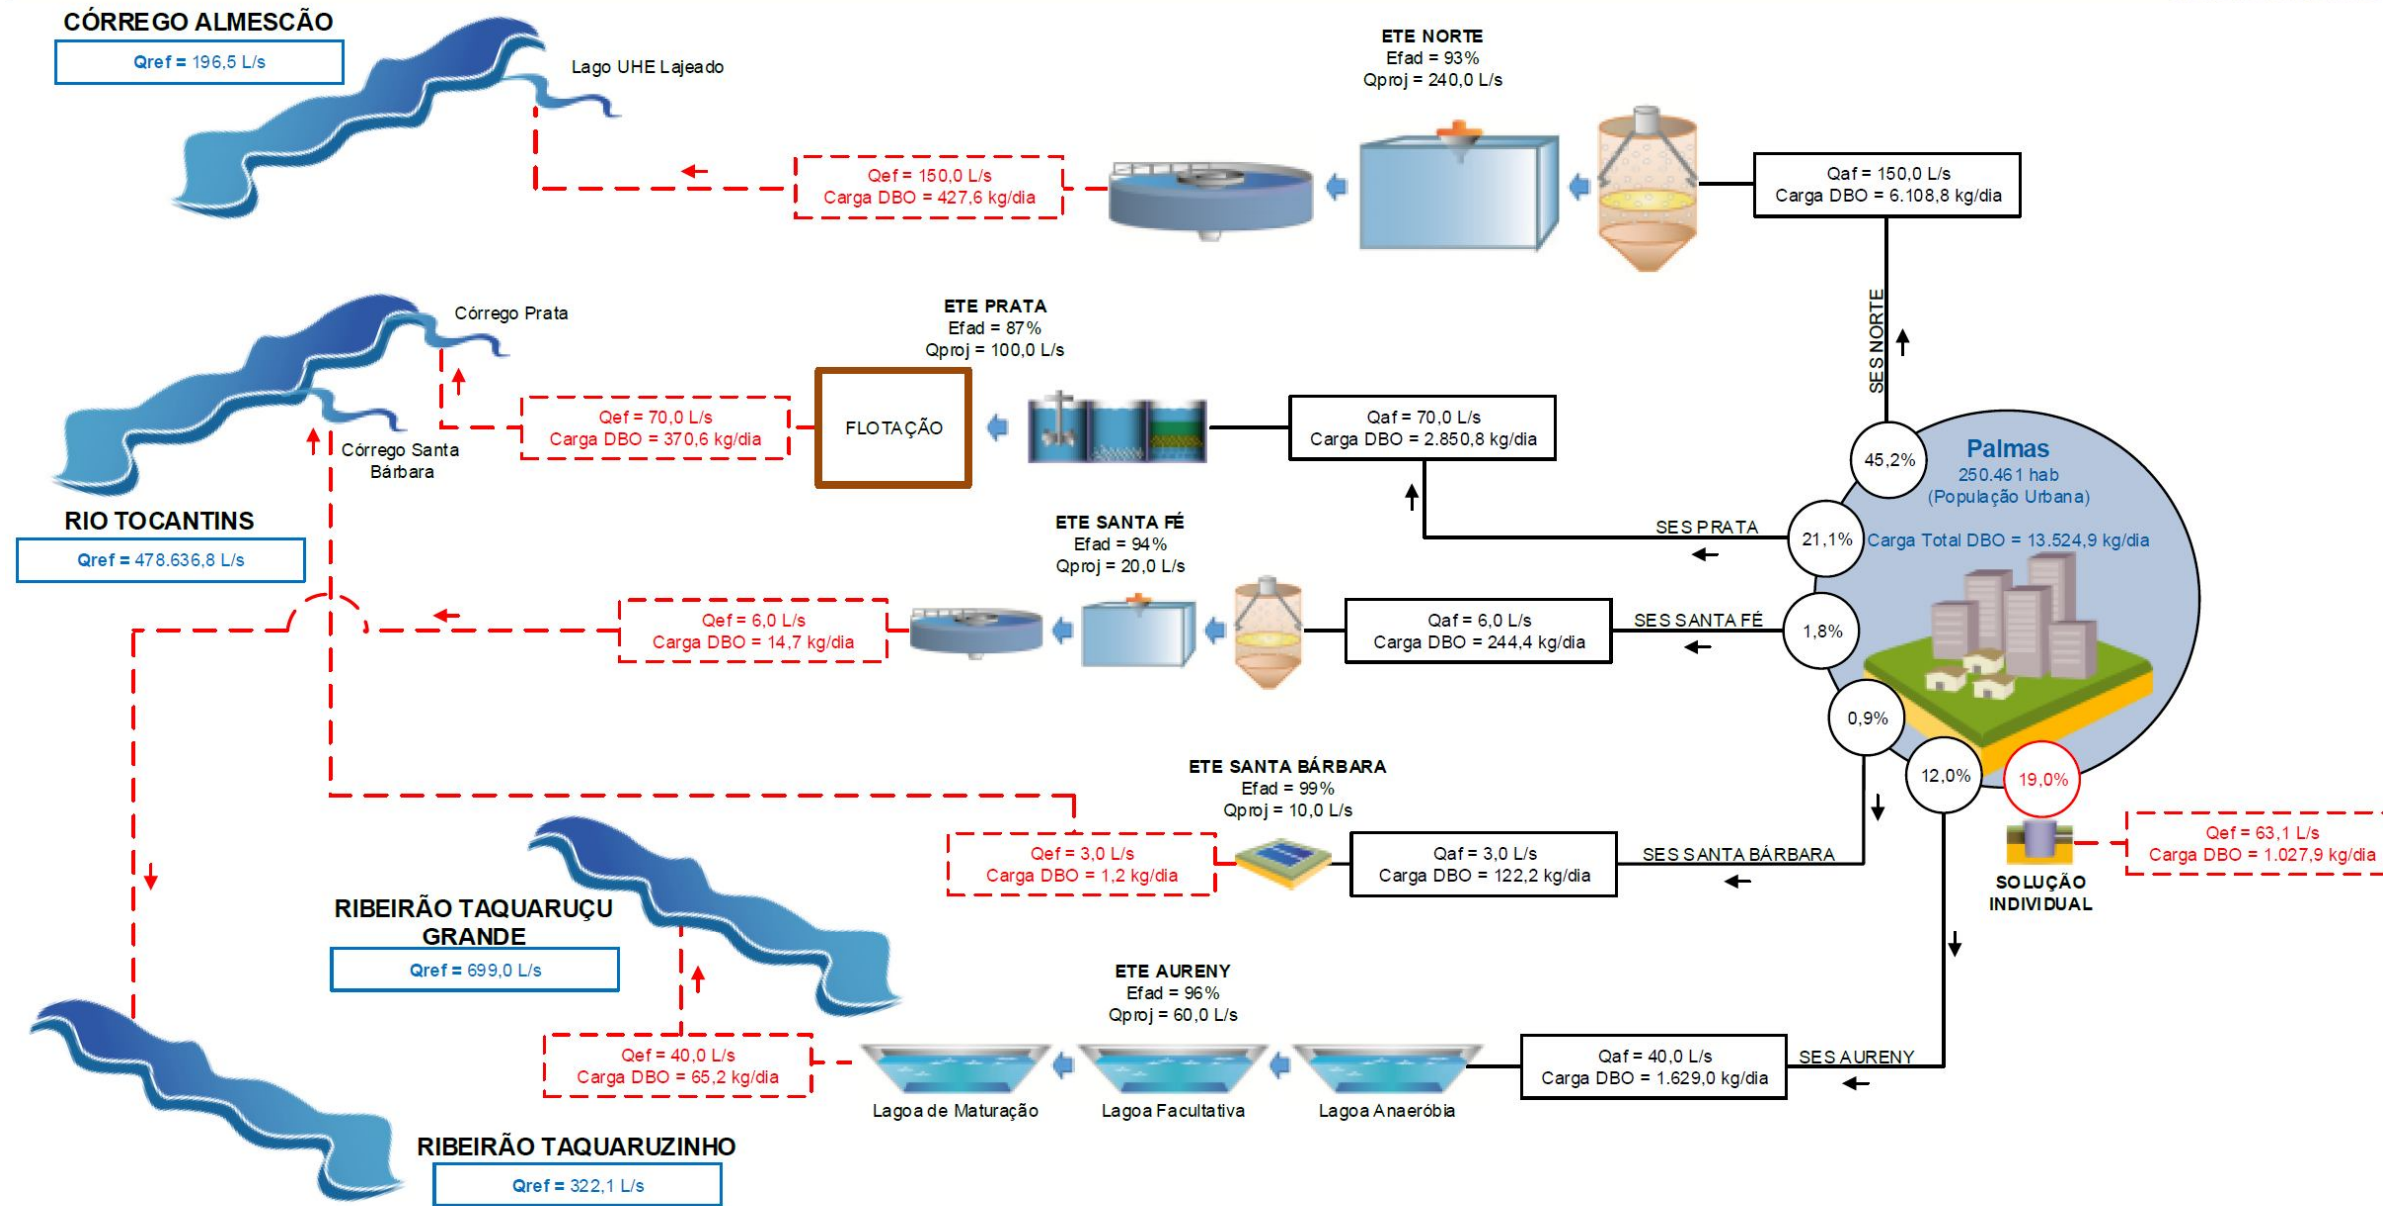 CÓRREGO ALMESCÃO
Qref = 196,5 L/s
Lago UHE Lajeado
ETE NORTE
Efad = 93%
Qproj = 240,0 L/s
Qef = 150,0 L/s
Carga DBO = 427,6 kg/dia
Qaf = 150,0 L/s
Carga DBO = 6.108,8 kg/dia
SES NORTE
Córrego Prata
Córrego Santa
Bárbara
RIO TOCANTINS
Qref = 478.636,8 L/s
ETE PRATA
Efad = 87%
Qproj = 100,0 L/s
Qef = 70,0 L/s
Carga DBO = 370,6 kg/dia
FLOTAÇÃO
Qaf = 70,0 L/s
Carga DBO = 2.850,8 kg/dia
SES PRATA
45,2%
Palmas
250.461 hab
(População Urbana)
21,1%
Carga Total DBO = 13.524,9 kg/dia
ETE SANTA FÉ
Efad = 94%
Qproj = 20,0 L/s
Qef = 6,0 L/s
Carga DBO = 14,7 kg/dia
Qaf = 6,0 L/s
Carga DBO = 244,4 kg/dia
SES SANTA FÉ
1,8%
0,9%
12,0%
19,0%
ETE SANTA BÁRBARA
Efad = 99%
Qproj = 10,0 L/s
Qef = 3,0 L/s
Carga DBO = 1,2 kg/dia
Qaf = 3,0 L/s
Carga DBO = 122,2 kg/dia
SES SANTA BÁRBARA
Qef = 63,1 L/s
Carga DBO = 1.027,9 kg/dia
SOLUÇÃO
INDIVIDUAL
RIBEIRÃO TAQUARUÇU
GRANDE
Qref = 699,0 L/s
ETE AURENY
Efad = 96%
Qproj = 60,0 L/s
Qef = 40,0 L/s
Carga DBO = 65,2 kg/dia
Qaf = 40,0 L/s
Carga DBO = 1.629,0 kg/dia
SES AURENY
Lagoa de Maturação
Lagoa Facultativa
Lagoa Anaeróbia
RIBEIRÃO TAQUARUZINHO
Qref = 322,1 L/s